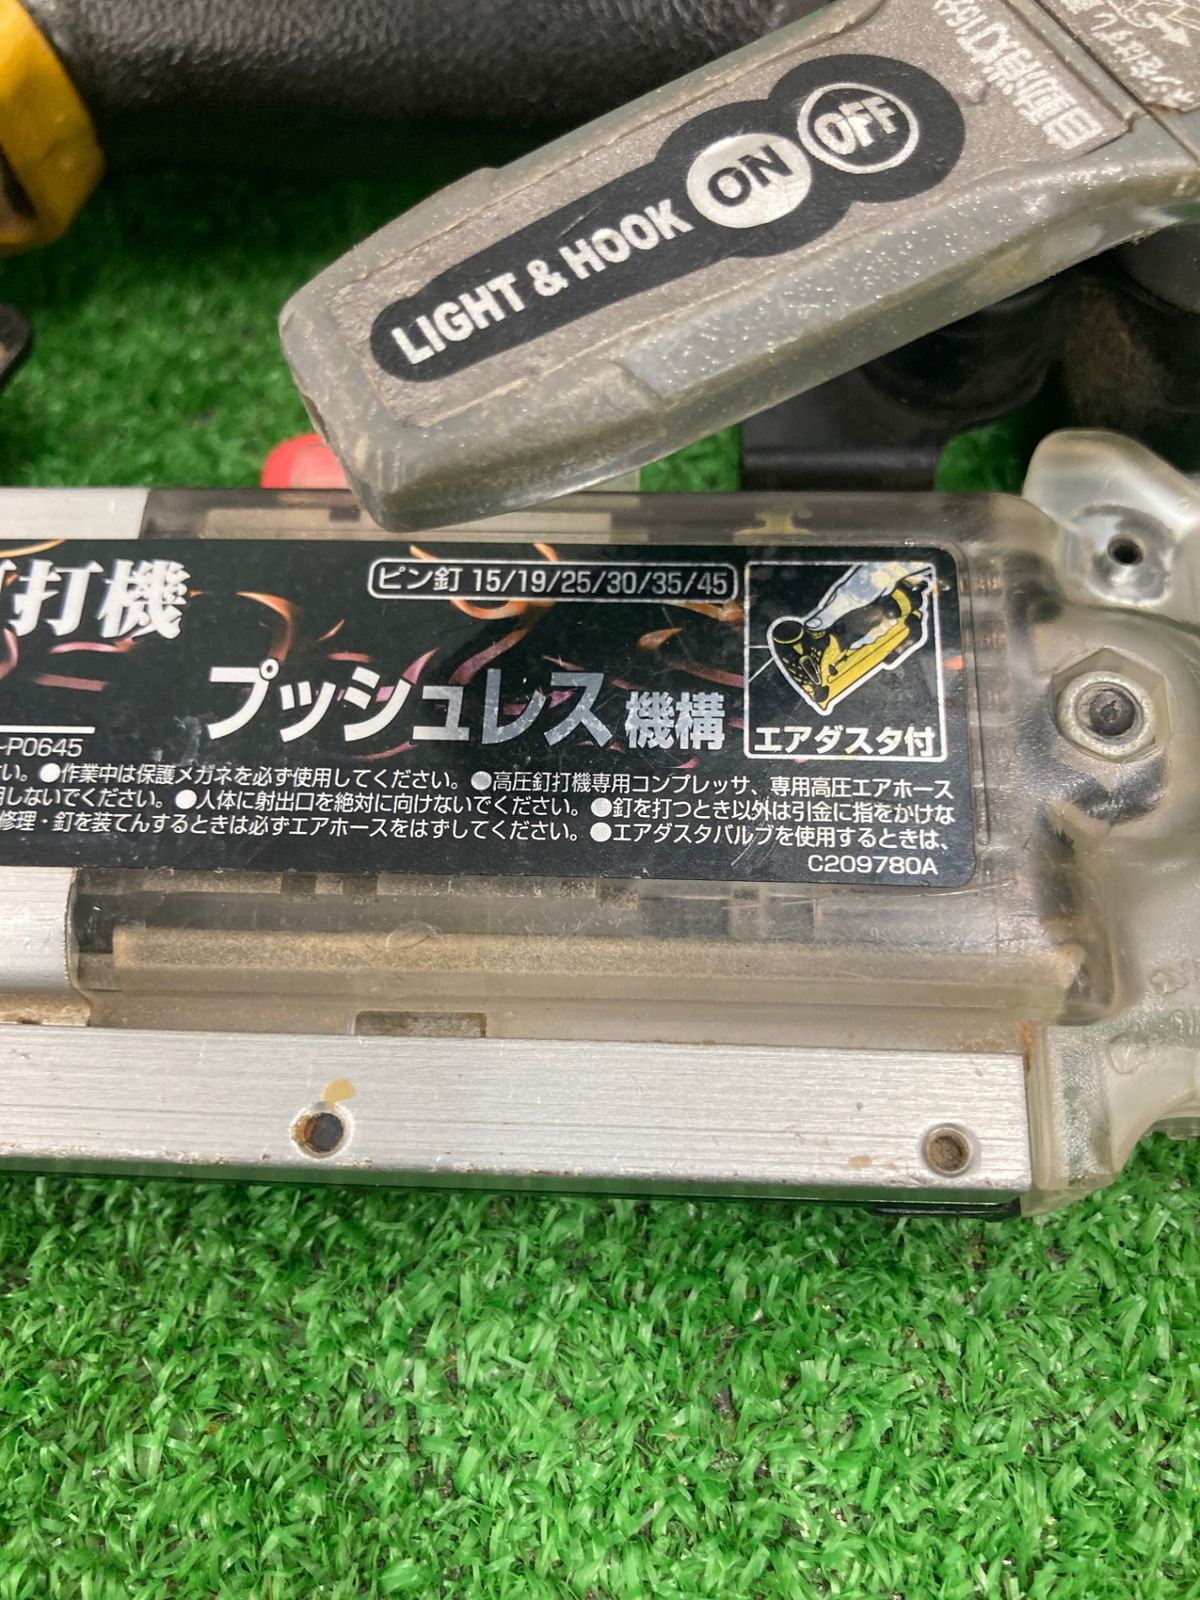 LIGHT & HOOK ON OFF
打機
ピン釘 15/19/25/30/35/45
プッシュレス機構
エアダスタ付
-P0645
い。●作業中は保護メガネを必ず使用してください。●高圧釘打機専用コンプレッサ、専用高圧エアホース
用しないでください。●人体に射出口を絶対に向けないでください。●釘を打つとき以外は引金に指をかけな
修理・釘を装てんするときは必ずエアホースをはずしてください。●エアダスタバルブを使用するときは、
C209780A